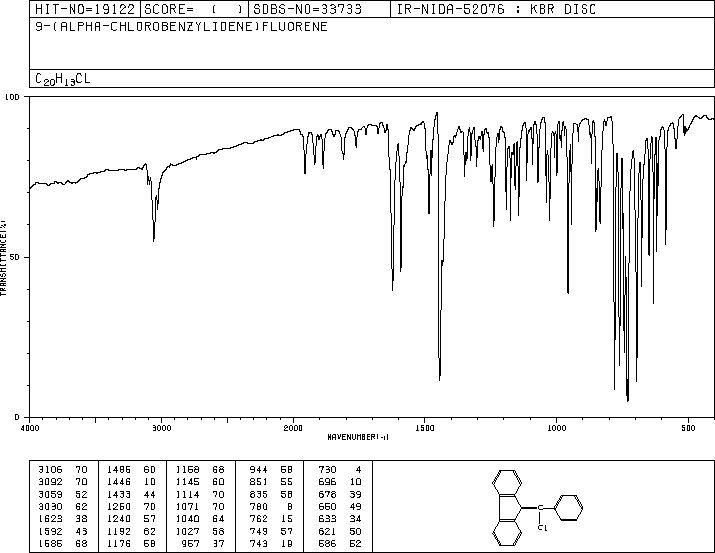 HIT-NO=19122 SCORE= ( ) SDBS-NO=33733 IR-NIDA-52076 : KBR DISC
9-(ALPHA-CHLOROBENZYLIDENE)FLUORENE
C20H13CL
100
50
0
TRANSMITTANCE(%)
4000 3000 2000 1500 1000 500
WAVENUMBER(-1)
3106 70 1486 60 1158 68 944 58 730 4
3092 70 1446 10 1145 60 851 55 696 10
3059 52 1433 44 1114 70 835 58 678 39
3030 62 1260 70 1071 70 780 8 650 49
1623 38 1240 57 1040 64 762 15 633 34
1592 43 1192 62 1027 58 749 57 621 50
1585 68 1176 58 957 37 743 19 586 52
C
Cl